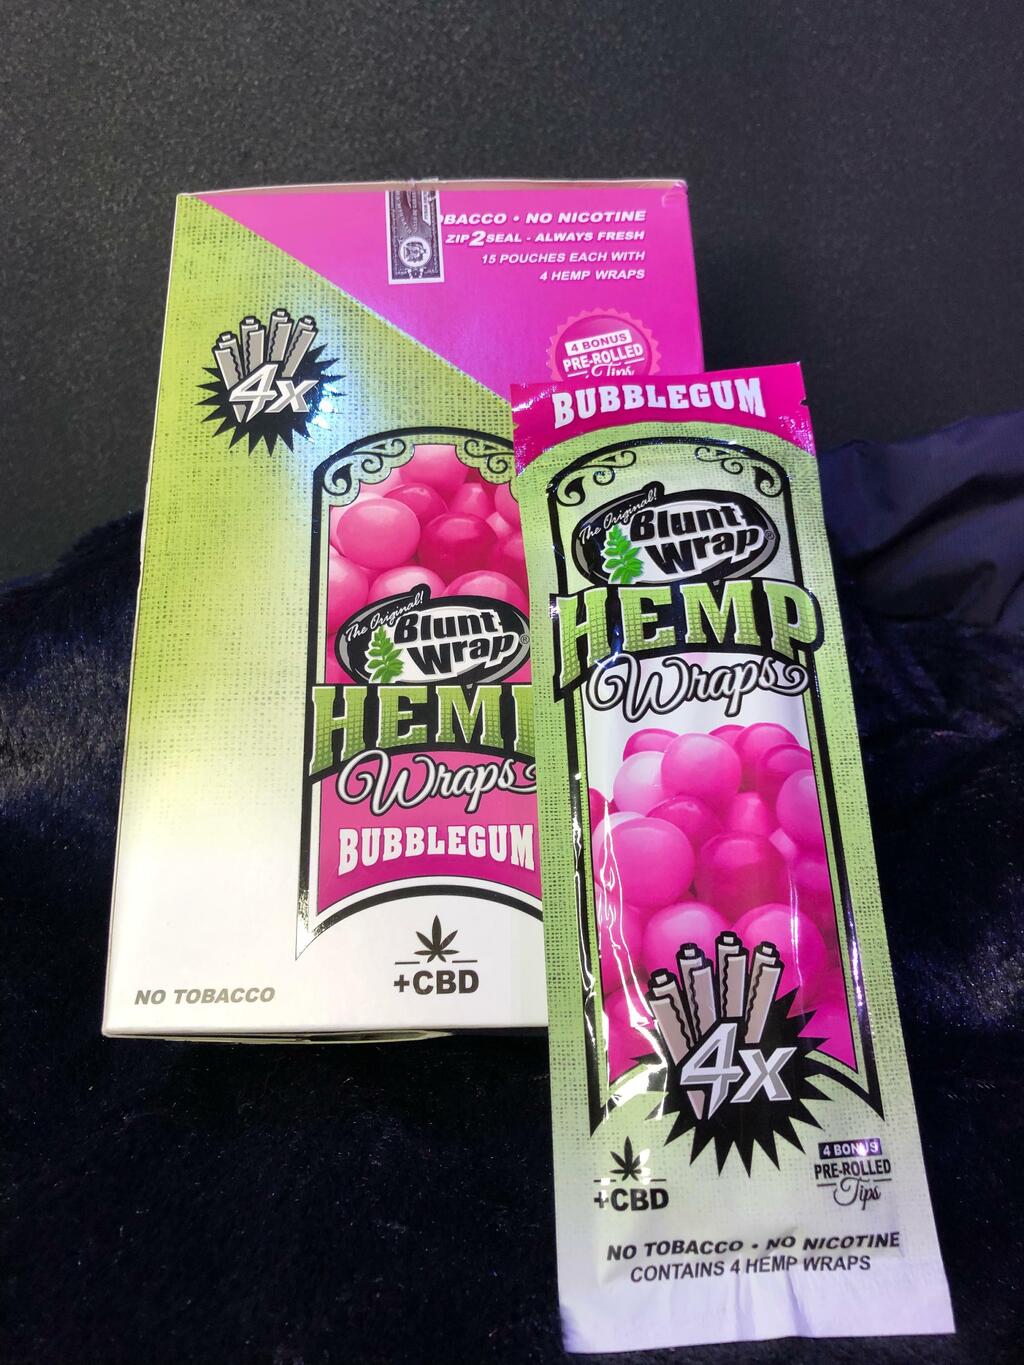 OBACCO • NO NICOTINE
ZIP2SEAL - ALWAYS FRESH
15 POUCHES EACH WITH
4 HEMP WRAPS
4 BONUS
PRE-ROLLED
Tips
4x
The Original!
Blunt
Wrap®
HEM
Wraps
BUBBLEGUM
+CBD
NO TOBACCO
BUBBLEGUM
The Original!
Blunt
Wrap®
HEMP
Wraps
4x
+CBD
4 BONUS
PRE-ROLLED
Tips
NO TOBACCO • NO NICOTINE
CONTAINS 4 HEMP WRAPS